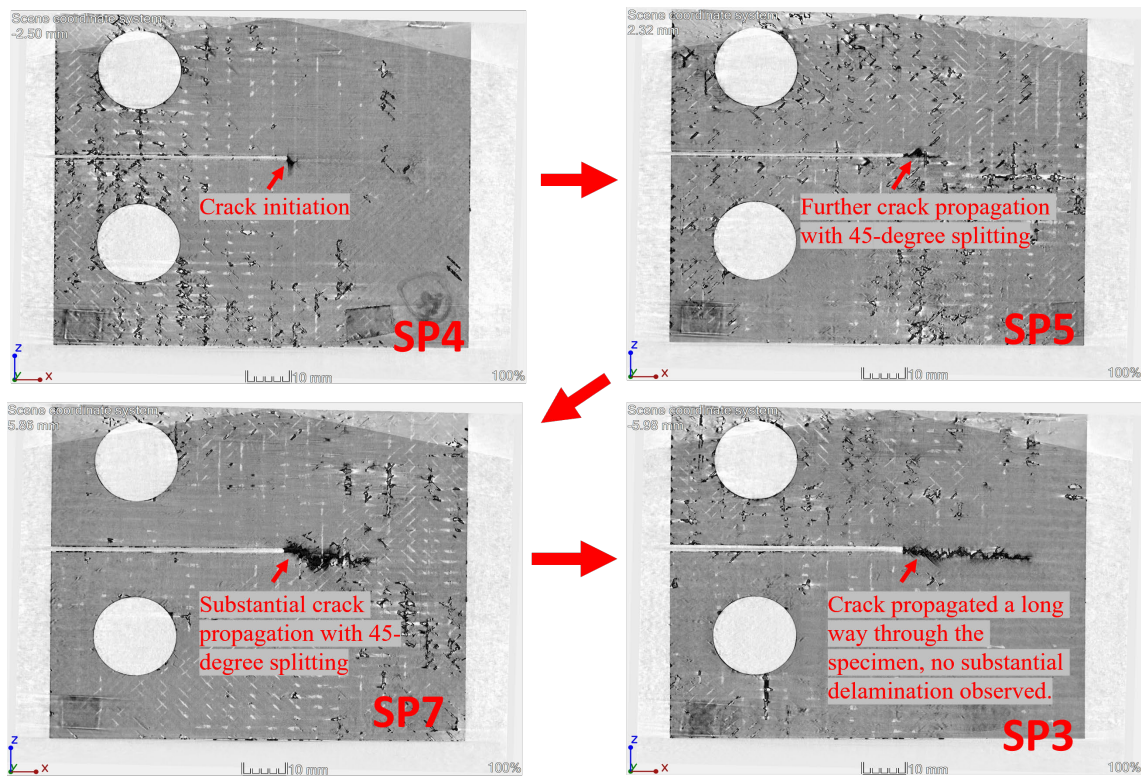 Scene coordinate system
-2.50 mm
Crack initiation
SP4
z
y
x
10 mm
100%
Scene coordinate system
2.32 mm
Further crack propagation
with 45-degree splitting
SP5
z
y
x
10 mm
100%
Scene coordinate system
5.86 mm
Substantial crack
propagation with 45-
degree splitting
SP7
z
y
x
10 mm
100%
Scene coordinate system
-5.98 mm
Crack propagated a long
way through the
specimen, no substantial
delamination observed.
SP3
z
y
x
10 mm
100%